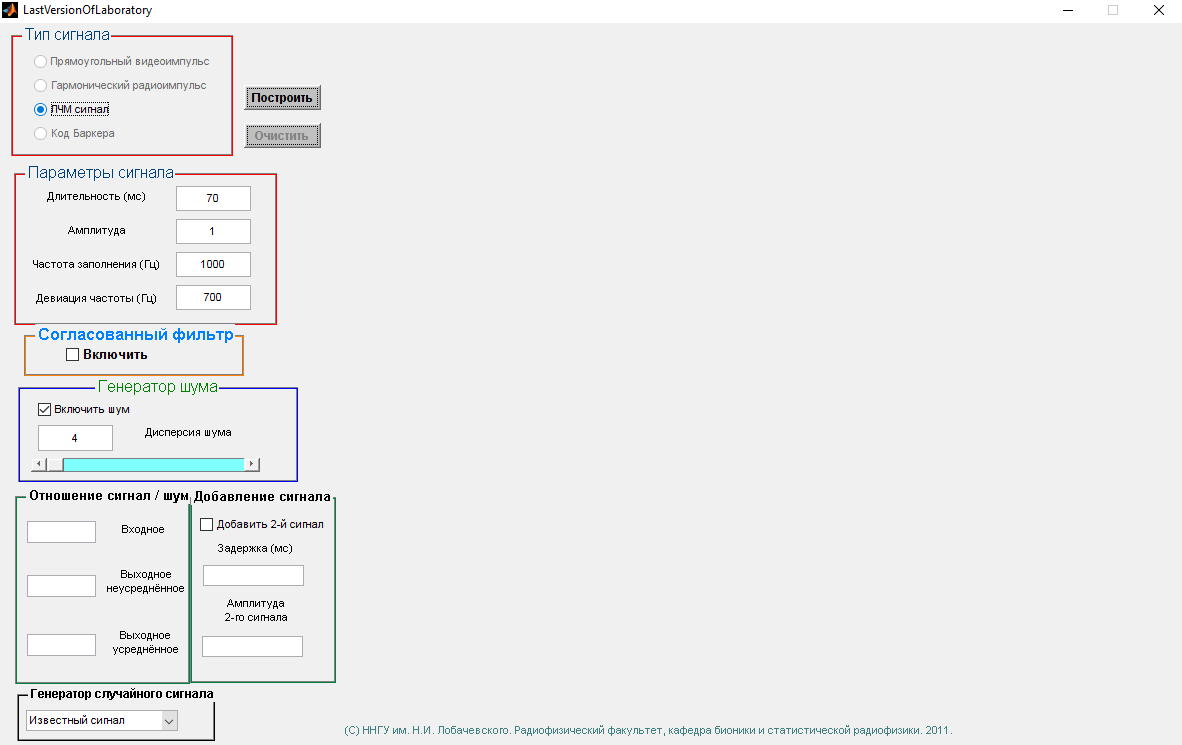 LastVersionOfLaboratory
Тип сигнала
Прямоугольный видеоимпульс
Гармонический радиоимпульс
ЛЧМ сигнал
Код Баркера
Построить
Очистить
Параметры сигнала
Длительность (мс)
70
Амплитуда
1
Частота заполнения (Гц)
1000
Девиация частоты (Гц)
700
Согласованный фильтр
Включить
Генератор шума
Включить шум
4
Дисперсия шума
Отношение сигнал / шум
Входное
Выходное
неусреднённое
Выходное
усреднённое
Добавление сигнала
Добавить 2-й сигнал
Задержка (мс)
Амплитуда
2-го сигнала
Генератор случайного сигнала
Известный сигнал
(C) ННГУ им. Н.И. Лобачевского. Радиофизический факультет, кафедра бионики и статистической радиофизики. 2011.